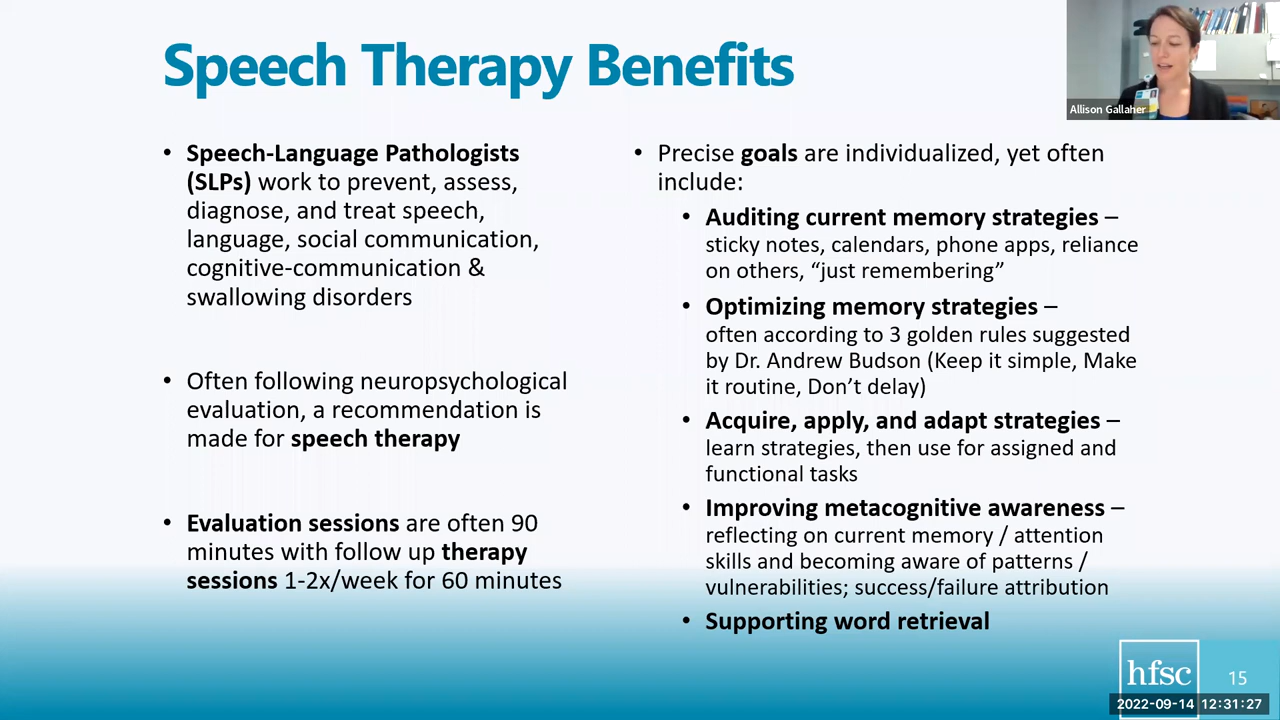 Speech Therapy Benefits
Allison Gallaher
• Speech-Language Pathologists
(SLPs) work to prevent, assess,
diagnose, and treat speech,
language, social communication,
cognitive-communication &
swallowing disorders
• Often following neuropsychological
evaluation, a recommendation is
made for speech therapy
• Evaluation sessions are often 90
minutes with follow up therapy
sessions 1-2x/week for 60 minutes
• Precise goals are individualized, yet often
include:
• Auditing current memory strategies –
sticky notes, calendars, phone apps, reliance
on others, “just remembering”
• Optimizing memory strategies –
often according to 3 golden rules suggested
by Dr. Andrew Budson (Keep it simple, Make
it routine, Don’t delay)
• Acquire, apply, and adapt strategies –
learn strategies, then use for assigned and
functional tasks
• Improving metacognitive awareness –
reflecting on current memory / attention
skills and becoming aware of patterns /
vulnerabilities; success/failure attribution
• Supporting word retrieval
hfsc
15
2022-09-14 12:31:27